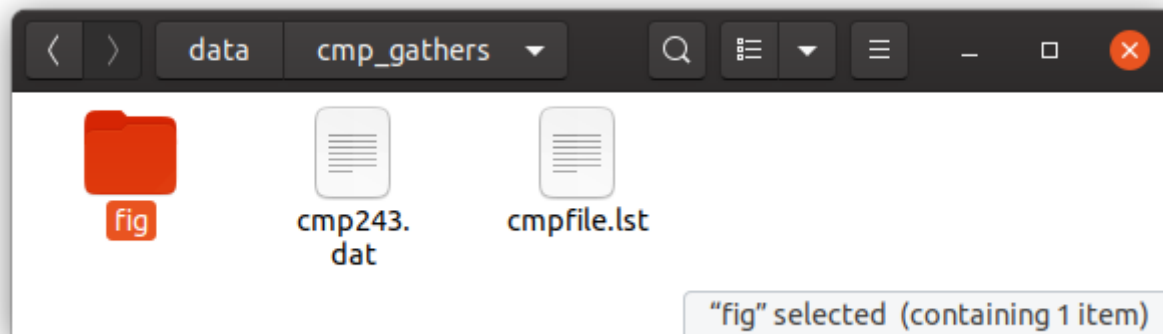 data
cmp_gathers
fig
cmp243.
dat
cmpfile.lst
“fig” selected (containing 1 item)